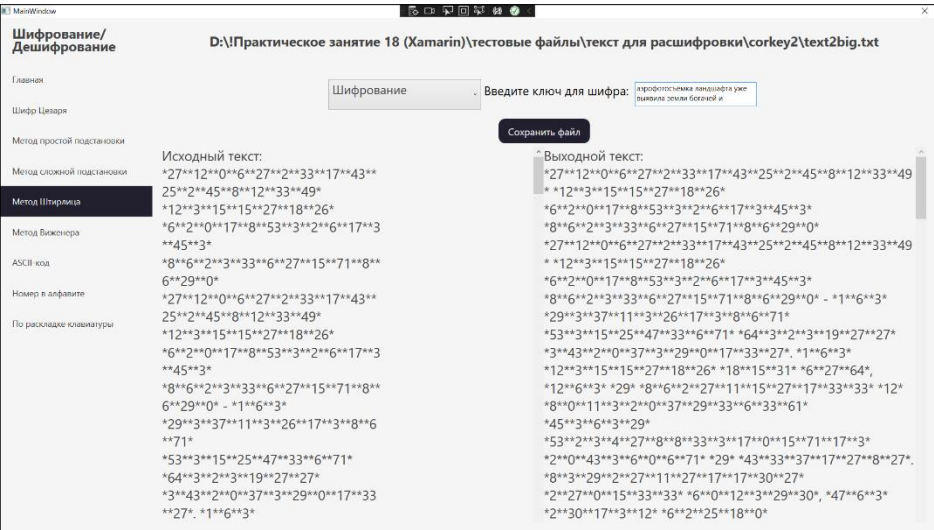 MainWindow
Шифрование/
Дешифрование
D:\!Практическое занятие 18 (Xamarin)\тестовые файлы\текст для расшифровки\corkey2\text2big.txt
Главная
Шифр Цезаря
Метод простой подстановки
Метод сложной подстановки
Метод Штирлица
Метод Виженера
ASCII-код
Номер в алфавите
По раскладке клавиатуры
Шифрование
Введите ключ для шифра:
аэрофотосъемка ландшафта уже
выявила земли богачей и
Сохранить файл
Исходный текст:
*27**12**0**6**27**2**33**17**43**
25**2**45**8**12**33**49*
*12**3**15**15**27**18**26*
*6**2**0**17**8**53**3**2**6**17**3
**45**3*
*8**6**2**3**33**6**27**15**71**8**
6**29**0*
*27**12**0**6**27**2**33**17**43**
25**2**45**8**12**33**49*
*12**3**15**15**27**18**26*
*6**2**0**17**8**53**3**2**6**17**3
**45**3*
*8**6**2**3**33**6**27**15**71**8**
6**29**0* - *1**6**3*
*29**3**37**11**3**26**17**3**8**6
**71*
*53**3**15**25**47**33**6**71*
*64**3**2**3**19**27**27*
*3**43**2**0**37**3**29**0**17**33
**27*. *1**6**3*
Выходной текст:
*27**12**0**6**27**2**33**17**43**25**2**45**8**12**33**49
* *12**3**15**15**27**18**26*
*6**2**0**17**8**53**3**2**6**17**3**45**3*
*8**6**2**3**33**6**27**15**71**8**6**29**0*
*27**12**0**6**27**2**33**17**43**25**2**45**8**12**33**49
* *12**3**15**15**27**18**26*
*6**2**0**17**8**53**3**2**6**17**3**45**3*
*8**6**2**3**33**6**27**15**71**8**6**29**0* - *1**6**3*
*29**3**37**11**3**26**17**3**8**6**71*
*53**3**15**25**47**33**6**71* *64**3**2**3**19**27**27*
*3**43**2**0**37**3**29**0**17**33**27*. *1**6**3*
*12**3**15**15**27**18**26* *18**15**31* *6**27**64*,
*12**6**3* *29* *8**6**2**27**11**15**27**17**33**33* *12*
*8**0**11**3**2**0**37**29**33**6**33**61*
*45**3**6**3**29*
*53**2**3**4**27**8**8**33**3**17**0**15**71**17**3*
*2**0**43**3**6**0**6**71* *29* *43**33**37**17**27**8**27*.
*8**3**29**2**27**11**27**17**17**30**27*
*2**27**0**15**33**33* *6**0**12**3**29**30*, *47**6**3*
*2**30**17**3**12* *6**2**25**18**0*